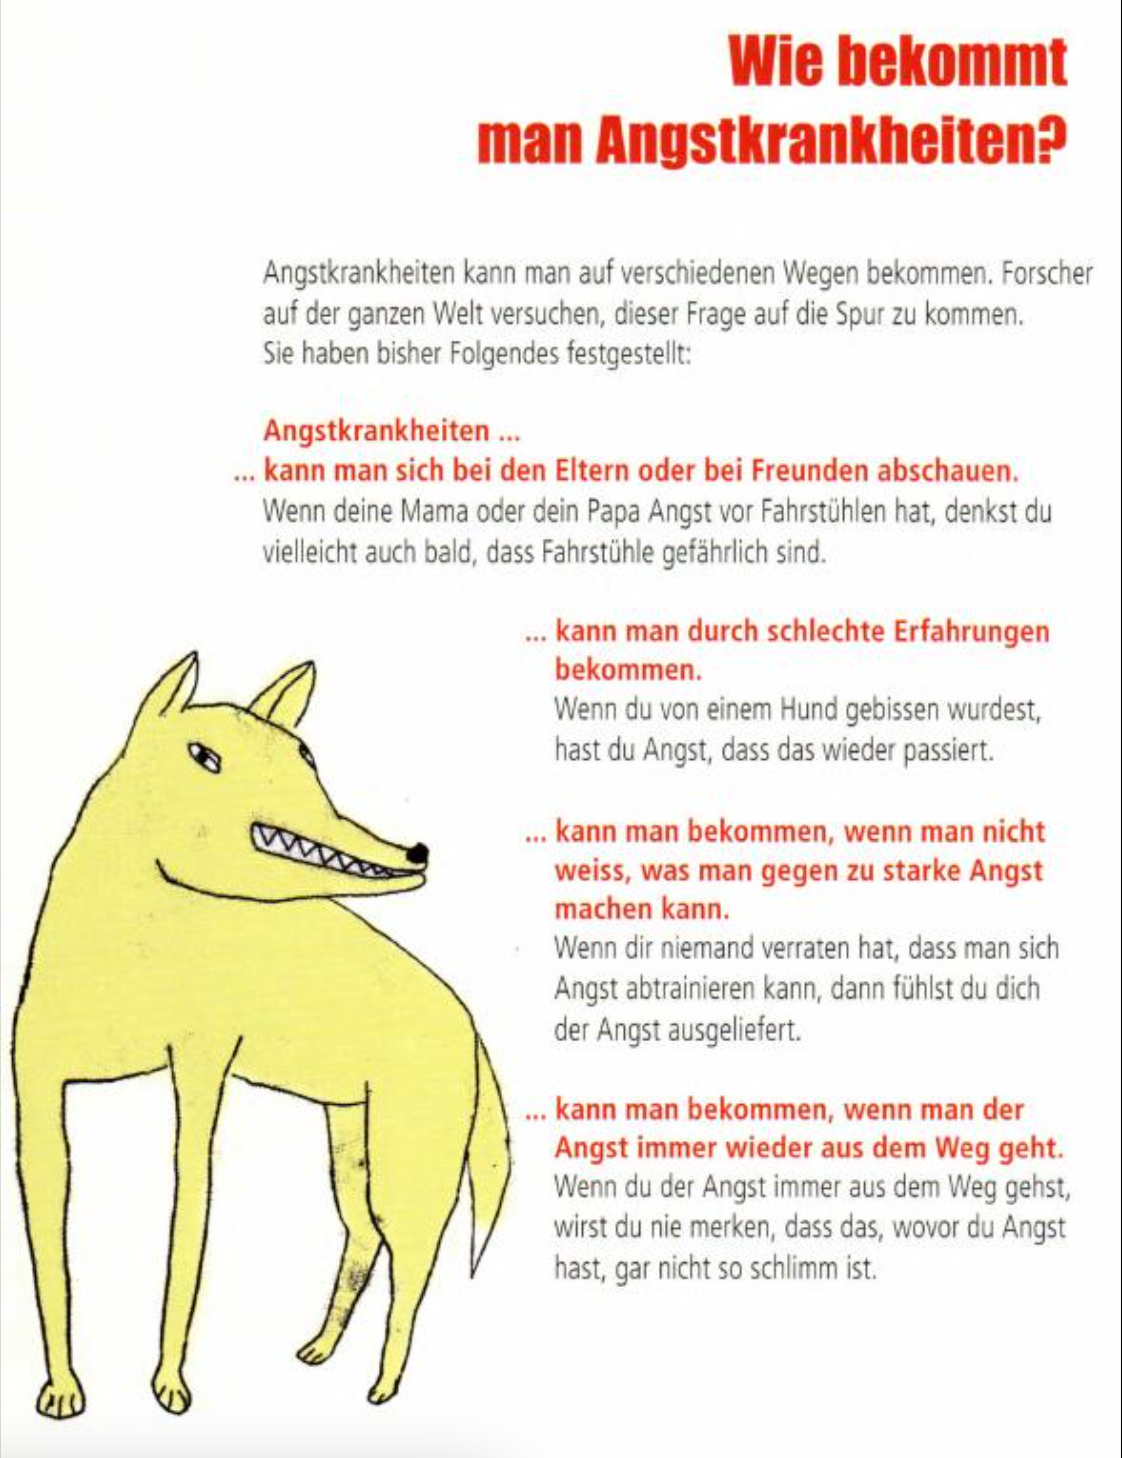 Wie bekommt
man Angstkrankheiten?
Angstkrankheiten kann man auf verschiedenen Wegen bekommen. Forscher
auf der ganzen Welt versuchen, dieser Frage auf die Spur zu kommen.
Sie haben bisher Folgendes festgestellt:
Angstkrankheiten ...
... kann man sich bei den Eltern oder bei Freunden abschauen.
Wenn deine Mama oder dein Papa Angst vor Fahrstühlen hat, denkst du
vielleicht auch bald, dass Fahrstühle gefährlich sind.
... kann man durch schlechte Erfahrungen
bekommen.
Wenn du von einem Hund gebissen wurdest,
hast du Angst, dass das wieder passiert.
... kann man bekommen, wenn man nicht
weiss, was man gegen zu starke Angst
machen kann.
Wenn dir niemand verraten hat, dass man sich
Angst abtrainieren kann, dann fühlst du dich
der Angst ausgeliefert.
... kann man bekommen, wenn man der
Angst immer wieder aus dem Weg geht.
Wenn du der Angst immer aus dem Weg gehst,
wirst du nie merken, dass das, wovor du Angst
hast, gar nicht so schlimm ist.